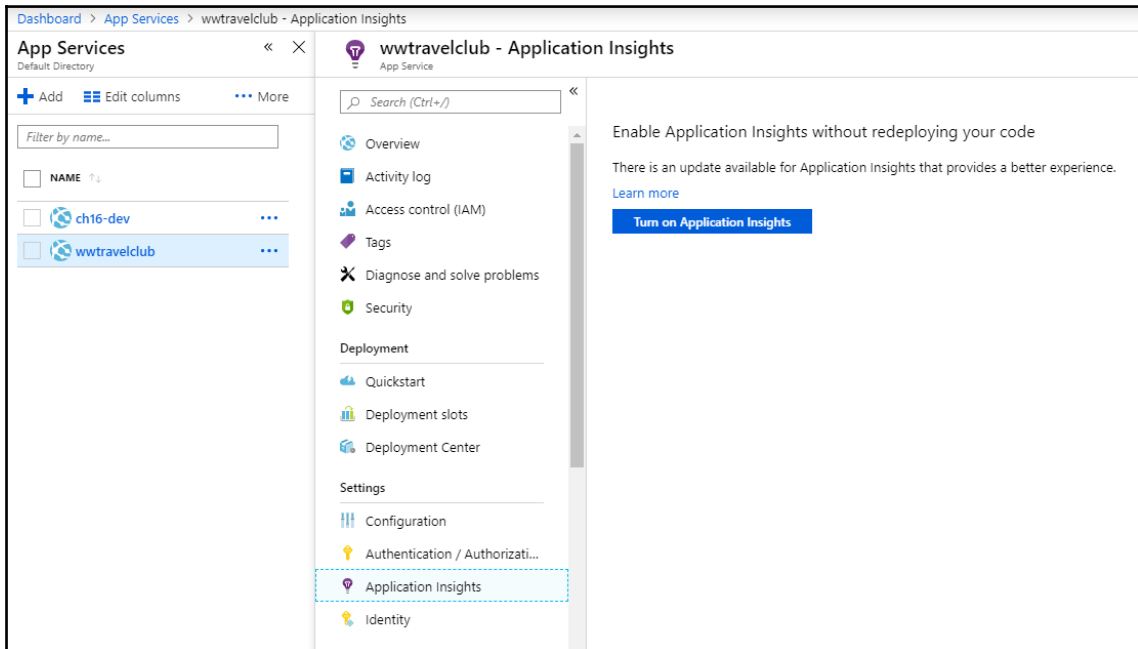 Dashboard > App Services > wwtravelclub - Application Insights
App Services
Default Directory
Add Edit columns ••• More
Filter by name...
NAME ↑↓
ch16-dev •••
wwtravelclub •••
wwtravelclub - Application Insights
App Service
Search (Ctrl+/)
Overview
Activity log
Access control (IAM)
Tags
Diagnose and solve problems
Security
Deployment
Quickstart
Deployment slots
Deployment Center
Settings
Configuration
Authentication / Authorizati...
Application Insights
Identity
Enable Application Insights without redeploying your code
There is an update available for Application Insights that provides a better experience.
Learn more
Turn on Application Insights